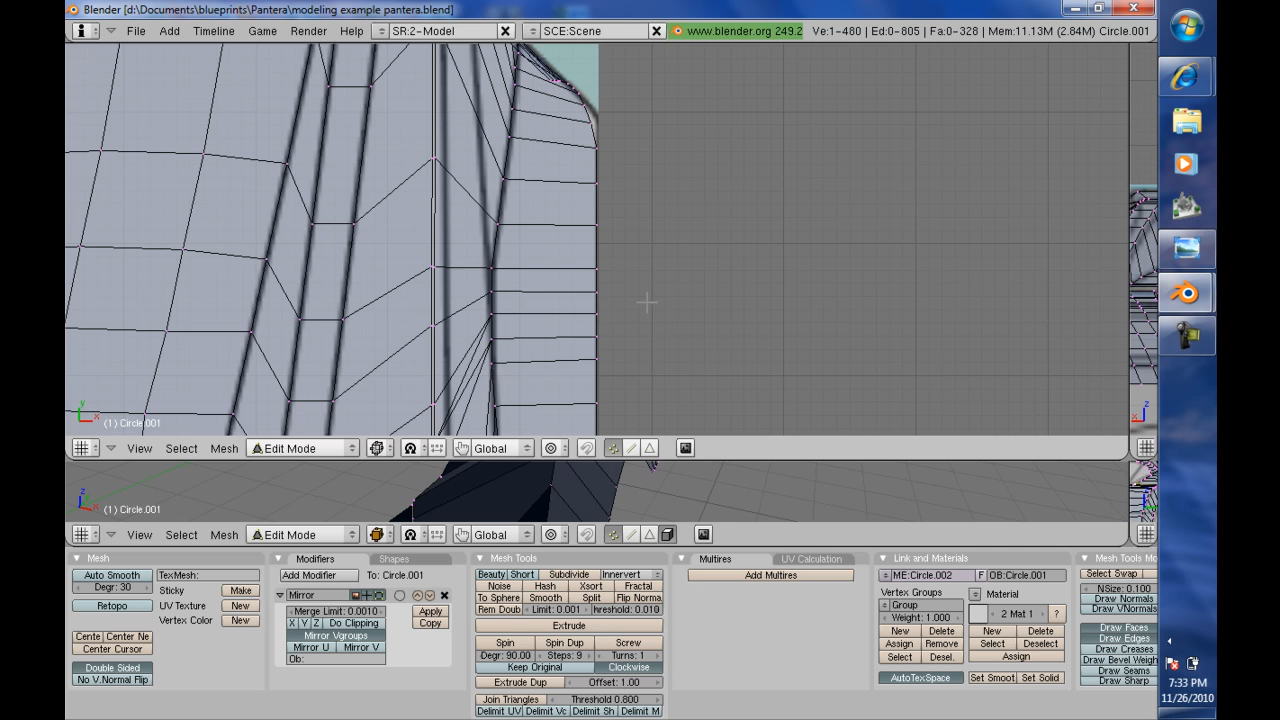 Blender [d:\Documents\blueprints\Pantera\modeling example pantera.blend]
File Add Timeline Game Render Help SR:2-Model SCE:Scene www.blender.org 249.2 Ve:1-480 | Ed:0-805 | Fa:0-328 | Mem:11.13M (2.84M) Circle.001
y
x
(1) Circle.001
z
x
View Select Mesh Edit Mode Global
z
(1) Circle.001
View Select Mesh Edit Mode Global
Mesh
Auto Smooth
Degr: 30
Retopo
Cente Center Ne
Center Cursor
Double Sided
No V.Normal Flip
TexMesh:
Sticky Make
UV Texture New
Vertex Color New
Modifiers Shapes
Add Modifier To: Circle.001
Mirror
Merge Limit: 0.0010 Apply
X Y Z Do Clipping Copy
Mirror Vgroups
Mirror U Mirror V
Ob:
Mesh Tools
Beauty Short Subdivide Innervert
Noise Hash Xsort Fractal
To Sphere Smooth Split Flip Norma
Rem Doub Limit: 0.001 hreshold: 0.010
Extrude
Spin Spin Dup Screw
Degr: 90.00 Steps: 9 Turns: 1
Keep Original Clockwise
Extrude Dup Offset: 1.00
Join Triangles Threshold 0.800
Delimit UV Delimit Vc Delimit Sh Delimit M
Multires UV Calculation
Add Multires
Link and Materials
ME:Circle.002 F OB:Circle.001
Vertex Groups
Group
Weight: 1.000
New Delete
Assign Remove
Select Desel.
AutoTexSpace
Material
2 Mat 1 ?
New Delete
Select Deselect
Assign
Set Smoot Set Solid
Mesh Tools Mo
Select Swap
NSize: 0.100
Draw Normals
Draw VNormals
Draw Faces
Draw Edges
Draw Creases
Draw Bevel Weigh
Draw Seams
Draw Sharp
7:33 PM
11/26/2010